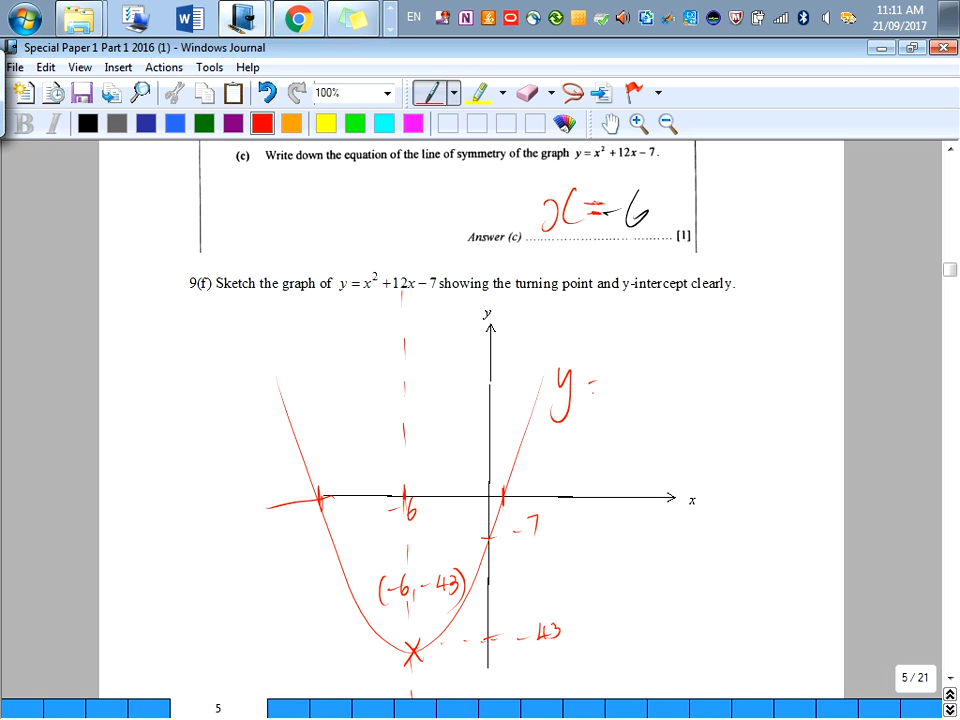 EN
11:11 AM
21/09/2017
Special Paper 1 Part 1 2016 (1) - Windows Journal
File Edit View Insert Actions Tools Help
100%
B I
(c) Write down the equation of the line of symmetry of the graph y = x² + 12x − 7.
x = -6
Answer (c) ........................................ [1]
9(f) Sketch the graph of y = x² + 12x − 7 showing the turning point and y-intercept clearly.
y
y =
x
-6
-7
(-6, -43)
-43
5 / 21
5